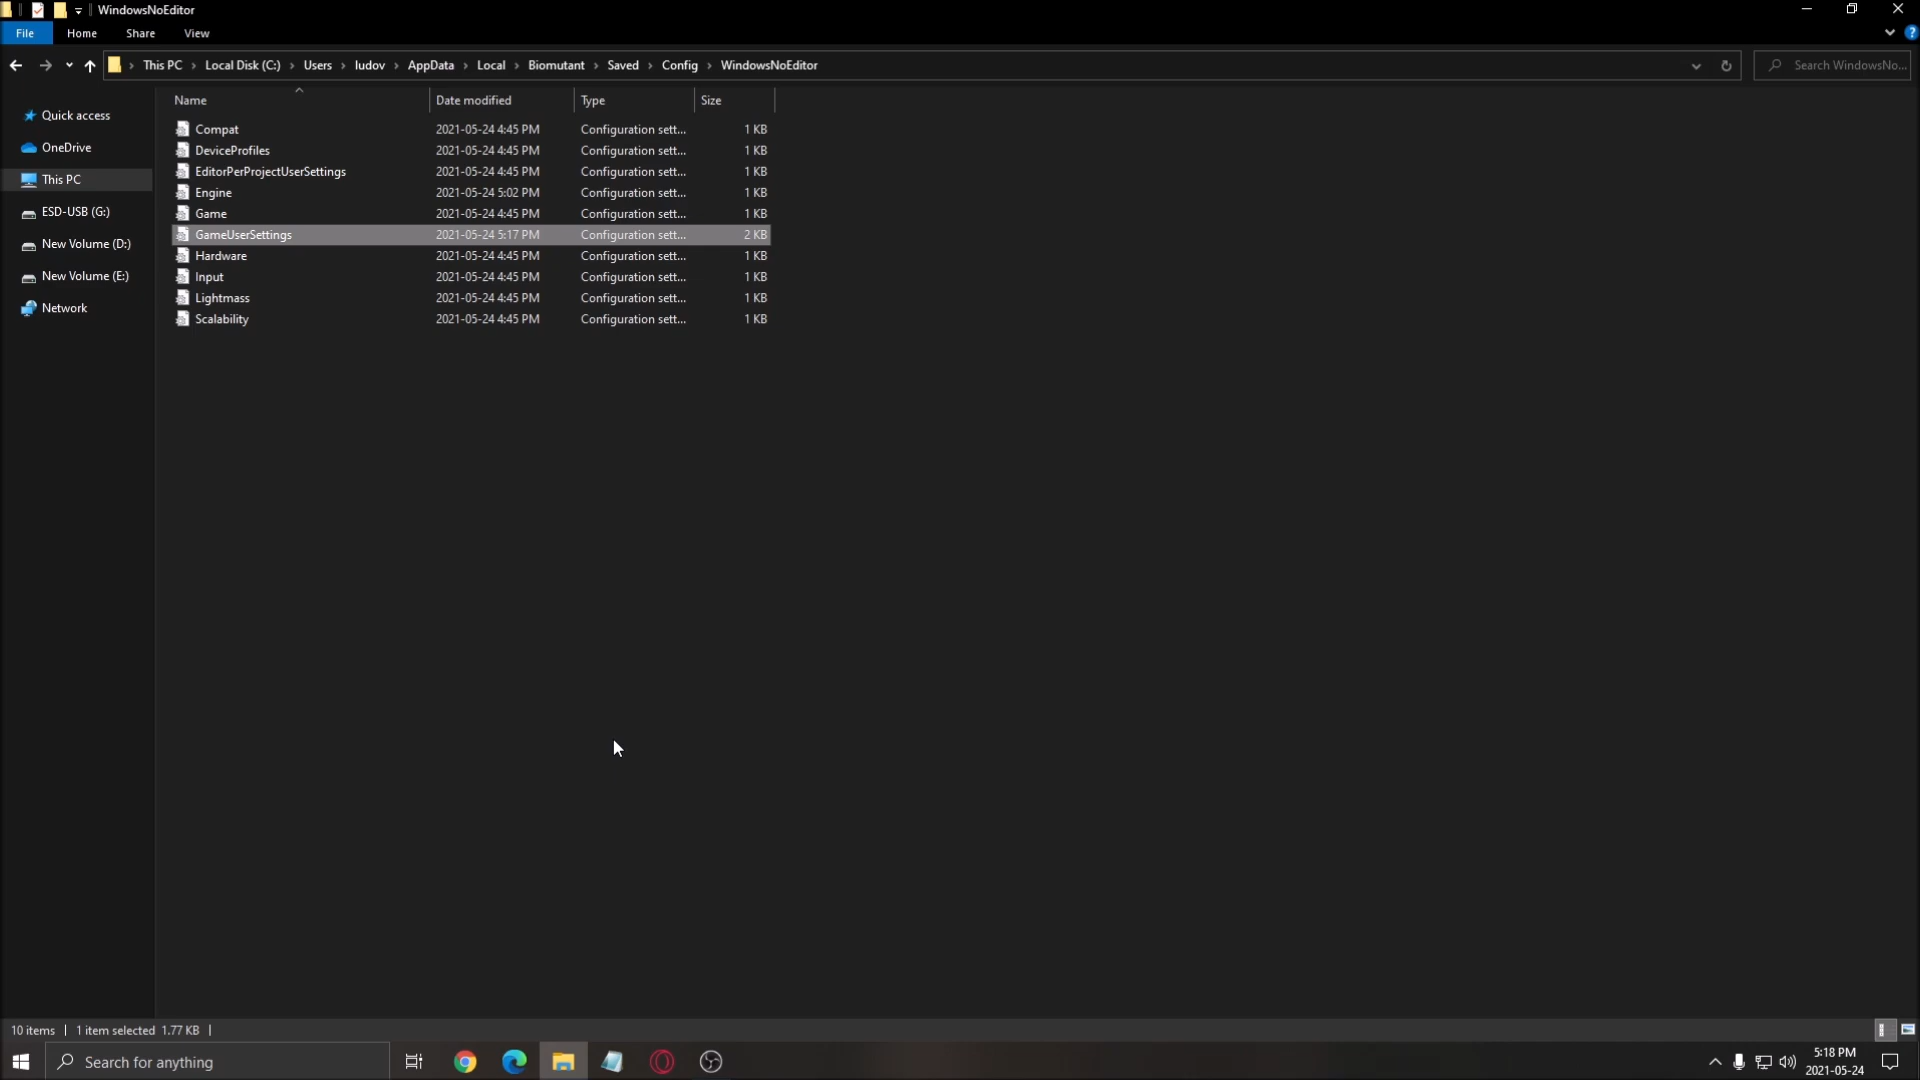 WindowsNoEditor
File Home Share View
This PC Local Disk (C:) Users ludov AppData Local Biomutant Saved Config WindowsNoEditor
Search WindowsNo...
Name Date modified Type Size
Quick access
OneDrive
This PC
ESD-USB (G:)
New Volume (D:)
New Volume (E:)
Network
Compat 2021-05-24 4:45 PM Configuration sett... 1 KB
DeviceProfiles 2021-05-24 4:45 PM Configuration sett... 1 KB
EditorPerProjectUserSettings 2021-05-24 4:45 PM Configuration sett... 1 KB
Engine 2021-05-24 5:02 PM Configuration sett... 1 KB
Game 2021-05-24 4:45 PM Configuration sett... 1 KB
GameUserSettings 2021-05-24 5:17 PM Configuration sett... 2 KB
Hardware 2021-05-24 4:45 PM Configuration sett... 1 KB
Input 2021-05-24 4:45 PM Configuration sett... 1 KB
Lightmass 2021-05-24 4:45 PM Configuration sett... 1 KB
Scalability 2021-05-24 4:45 PM Configuration sett... 1 KB
10 items 1 item selected 1.77 KB
Search for anything
5:18 PM
2021-05-24